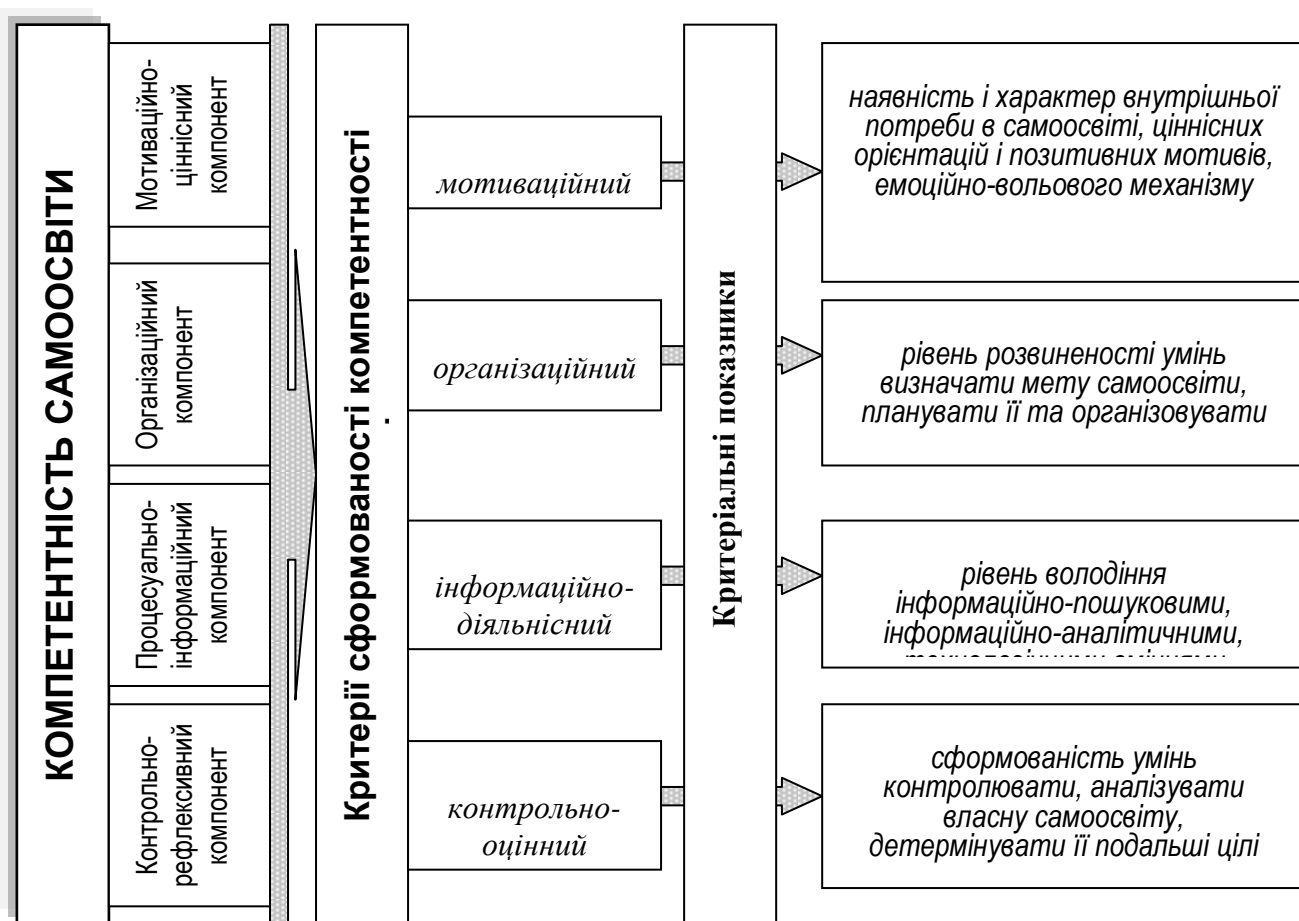 КОМПЕТЕНТНІСТЬ САМООСВІТИ
Мотиваційно-
ціннісний
компонент
Організаційний
компонент
Процесуально-
інформаційний
компонент
Контрольно-
рефлексивний
компонент
Критерії сформованості компетентності
.
мотиваційний
організаційний
інформаційно-
діяльнісний
контрольно-
оцінний
Критеріальні показники
наявність і характер внутрішньої
потреби в самоосвіті, ціннісних
орієнтацій і позитивних мотивів,
емоційно-вольового механізму
рівень розвиненості умінь
визначати мету самоосвіти,
планувати її та організовувати
рівень володіння
інформаційно-пошуковими,
інформаційно-аналітичними,
сформованість умінь
контролювати, аналізувати
власну самоосвіту,
детермінувати її подальші цілі